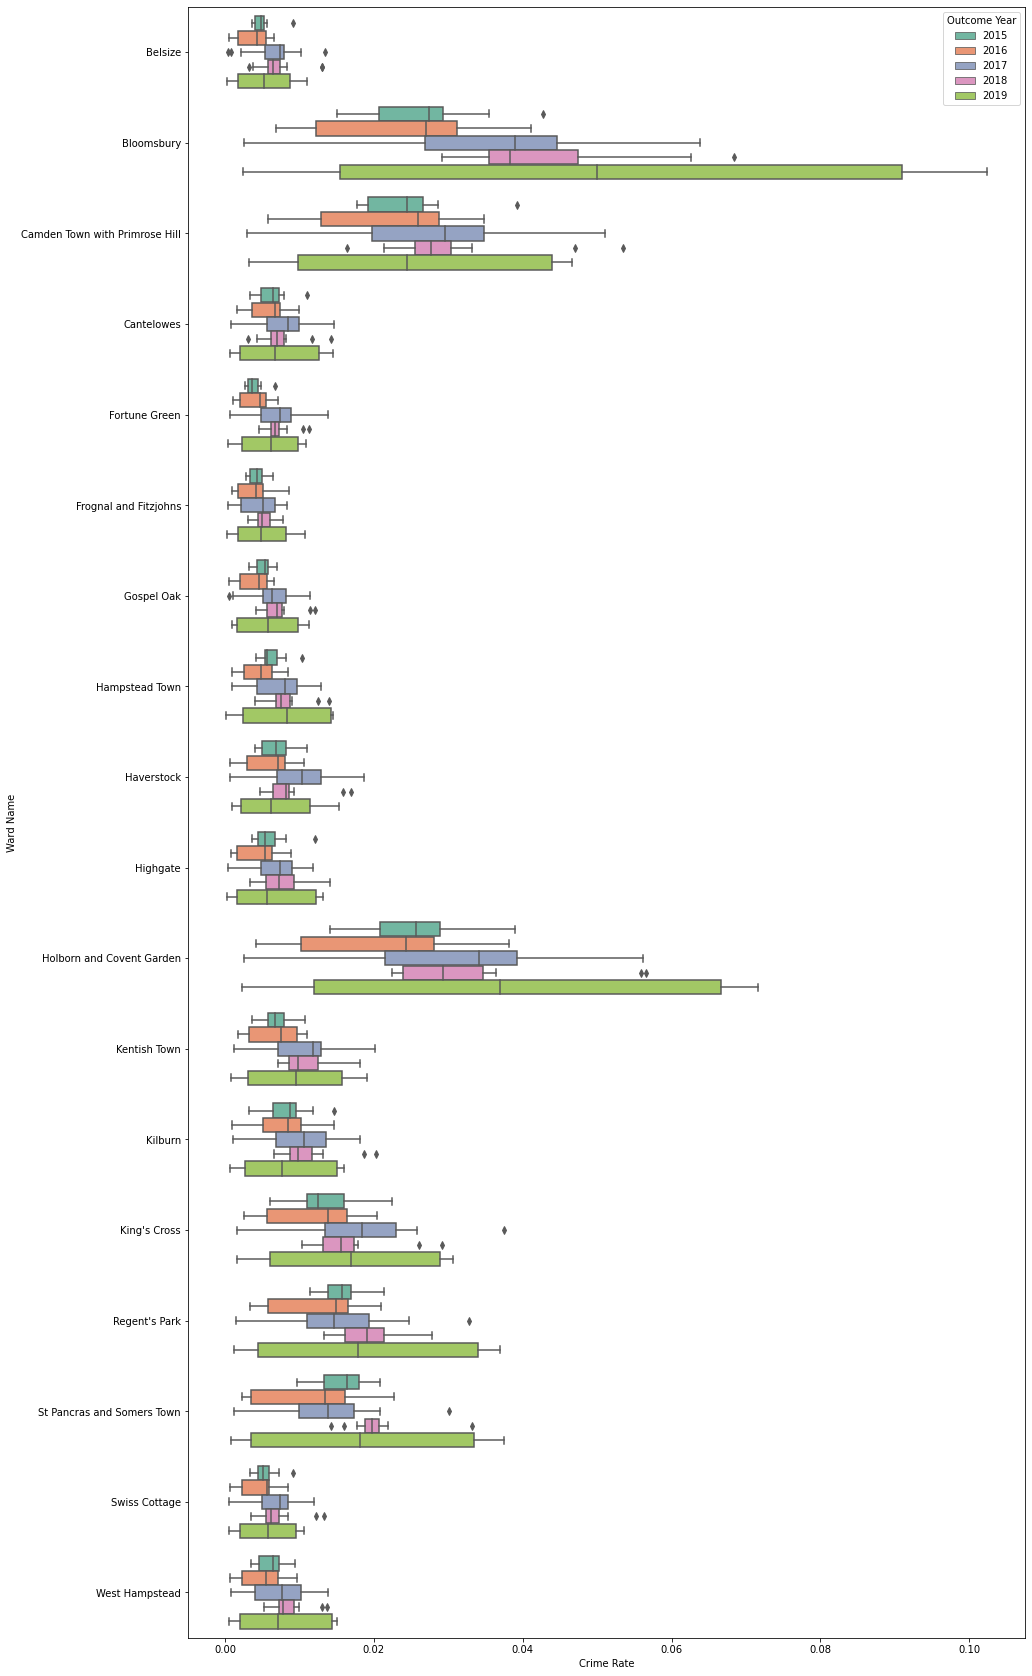 Outcome Year
2015
2016
2017
2018
2019
Belsize
Bloomsbury
Camden Town with Primrose Hill
Cantelowes
Fortune Green
Frognal and Fitzjohns
Gospel Oak
Hampstead Town
Haverstock
Highgate
Holborn and Covent Garden
Kentish Town
Kilburn
King's Cross
Regent's Park
St Pancras and Somers Town
Swiss Cottage
West Hampstead
Ward Name
0.00 0.02 0.04 0.06 0.08 0.10
Crime Rate